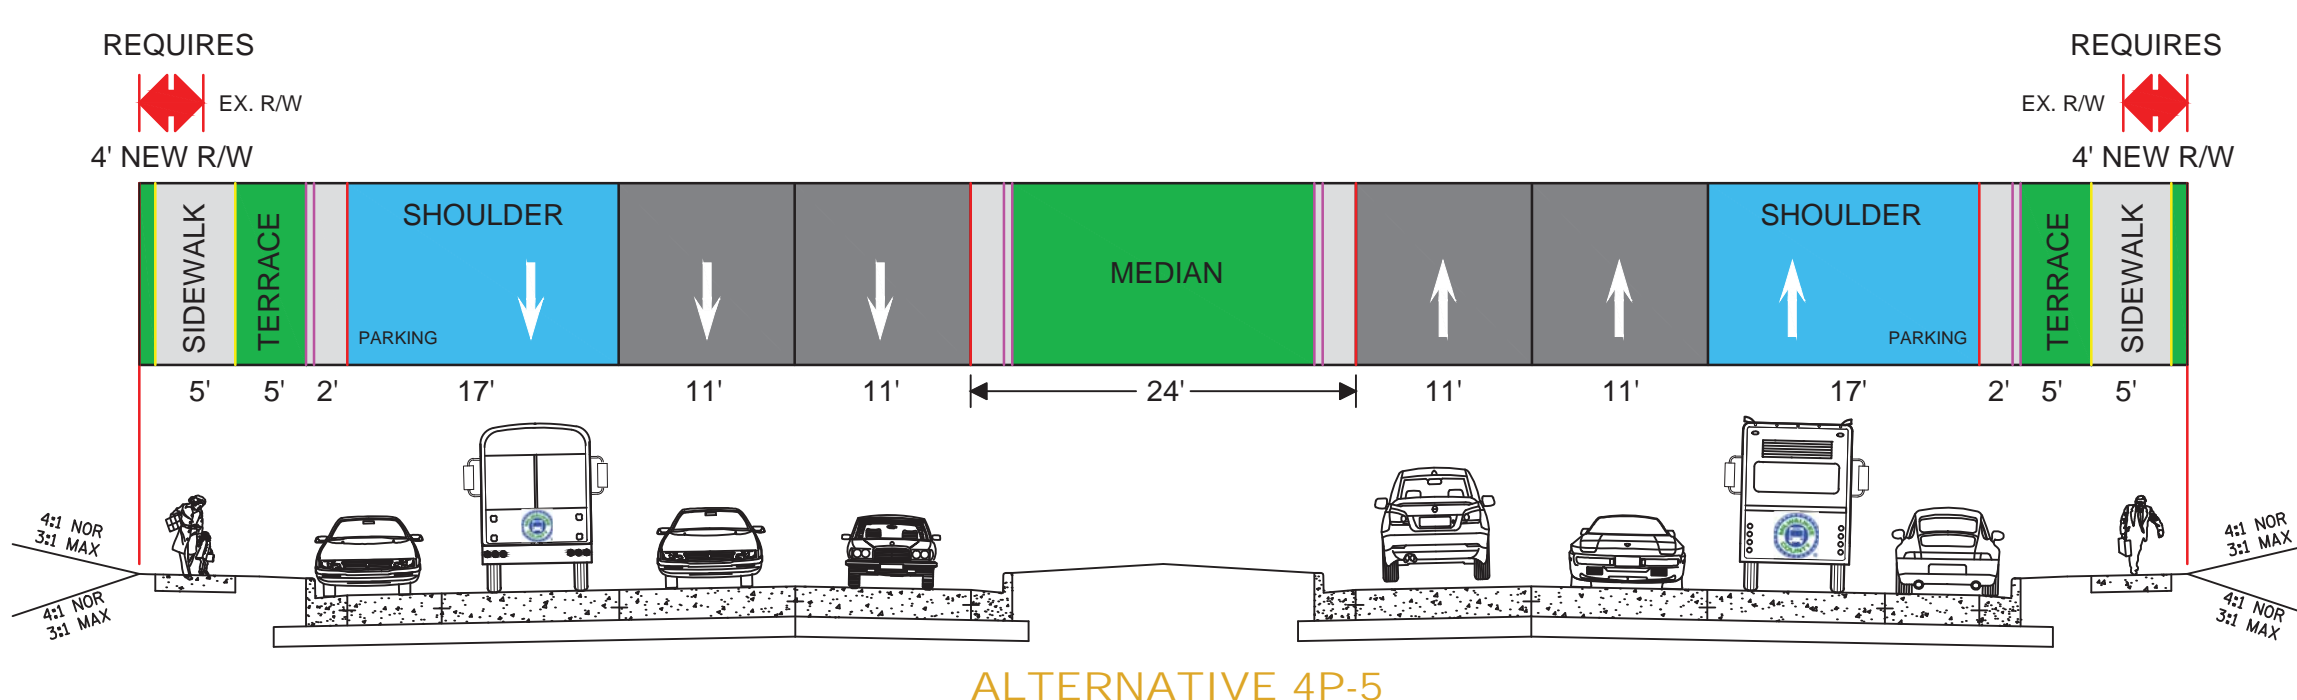 REQUIRES
REQUIRES
EX. R/W
EX. R/W
4' NEW R/W
4' NEW R/W
SIDEWALK
TERRACE
SHOULDER
PARKING
MEDIAN
SHOULDER
PARKING
TERRACE
SIDEWALK
5' 5' 2' 17' 11' 11' 24' 11' 11' 17' 2' 5' 5'
4:1 NOR
3:1 MAX
4:1 NOR
3:1 MAX
MILWAUKEE
COUNTY
4:1 NOR
3:1 MAX
4:1 NOR
3:1 MAX
ALTERNATIVE 4P-5